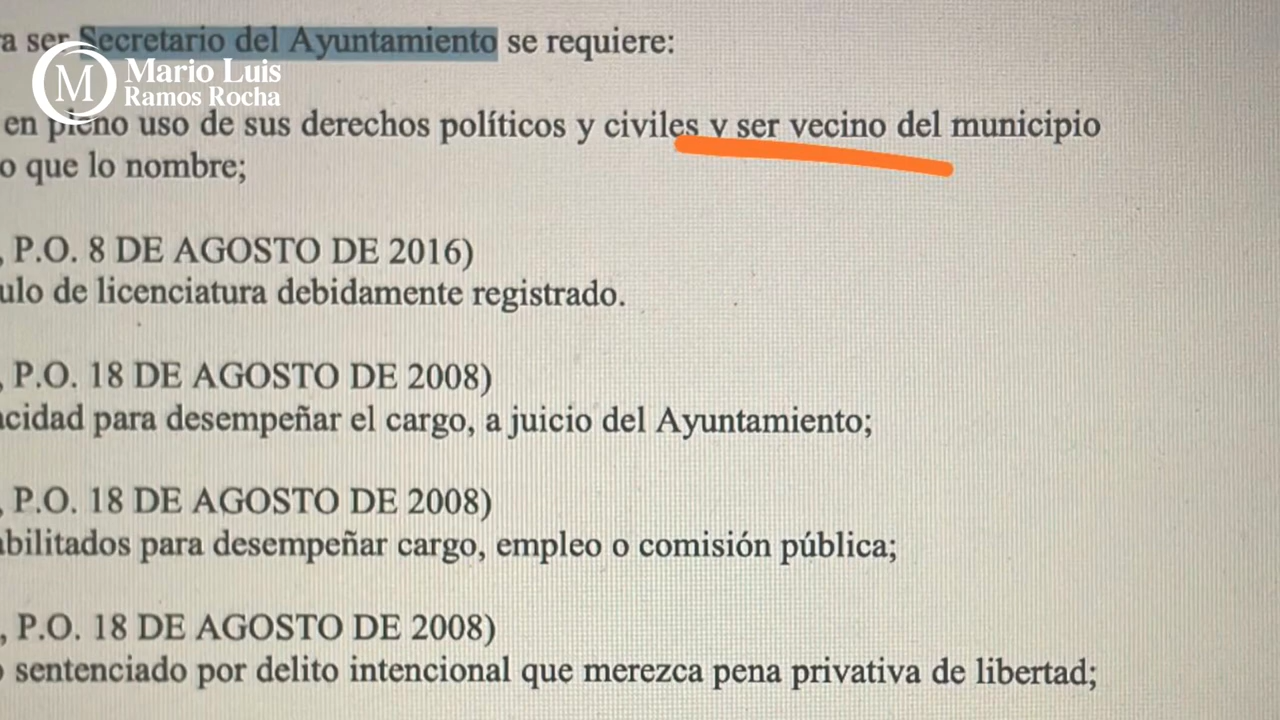 a ser Secretario del Ayuntamiento se requiere:
M Mario Luis
Ramos Rocha
en pleno uso de sus derechos políticos y civiles y ser vecino del municipio
o que lo nombre;
, P.O. 8 DE AGOSTO DE 2016)
ulo de licenciatura debidamente registrado.
, P.O. 18 DE AGOSTO DE 2008)
acidad para desempeñar el cargo, a juicio del Ayuntamiento;
, P.O. 18 DE AGOSTO DE 2008)
abilitados para desempeñar cargo, empleo o comisión pública;
, P.O. 18 DE AGOSTO DE 2008)
o sentenciado por delito intencional que merezca pena privativa de libertad;